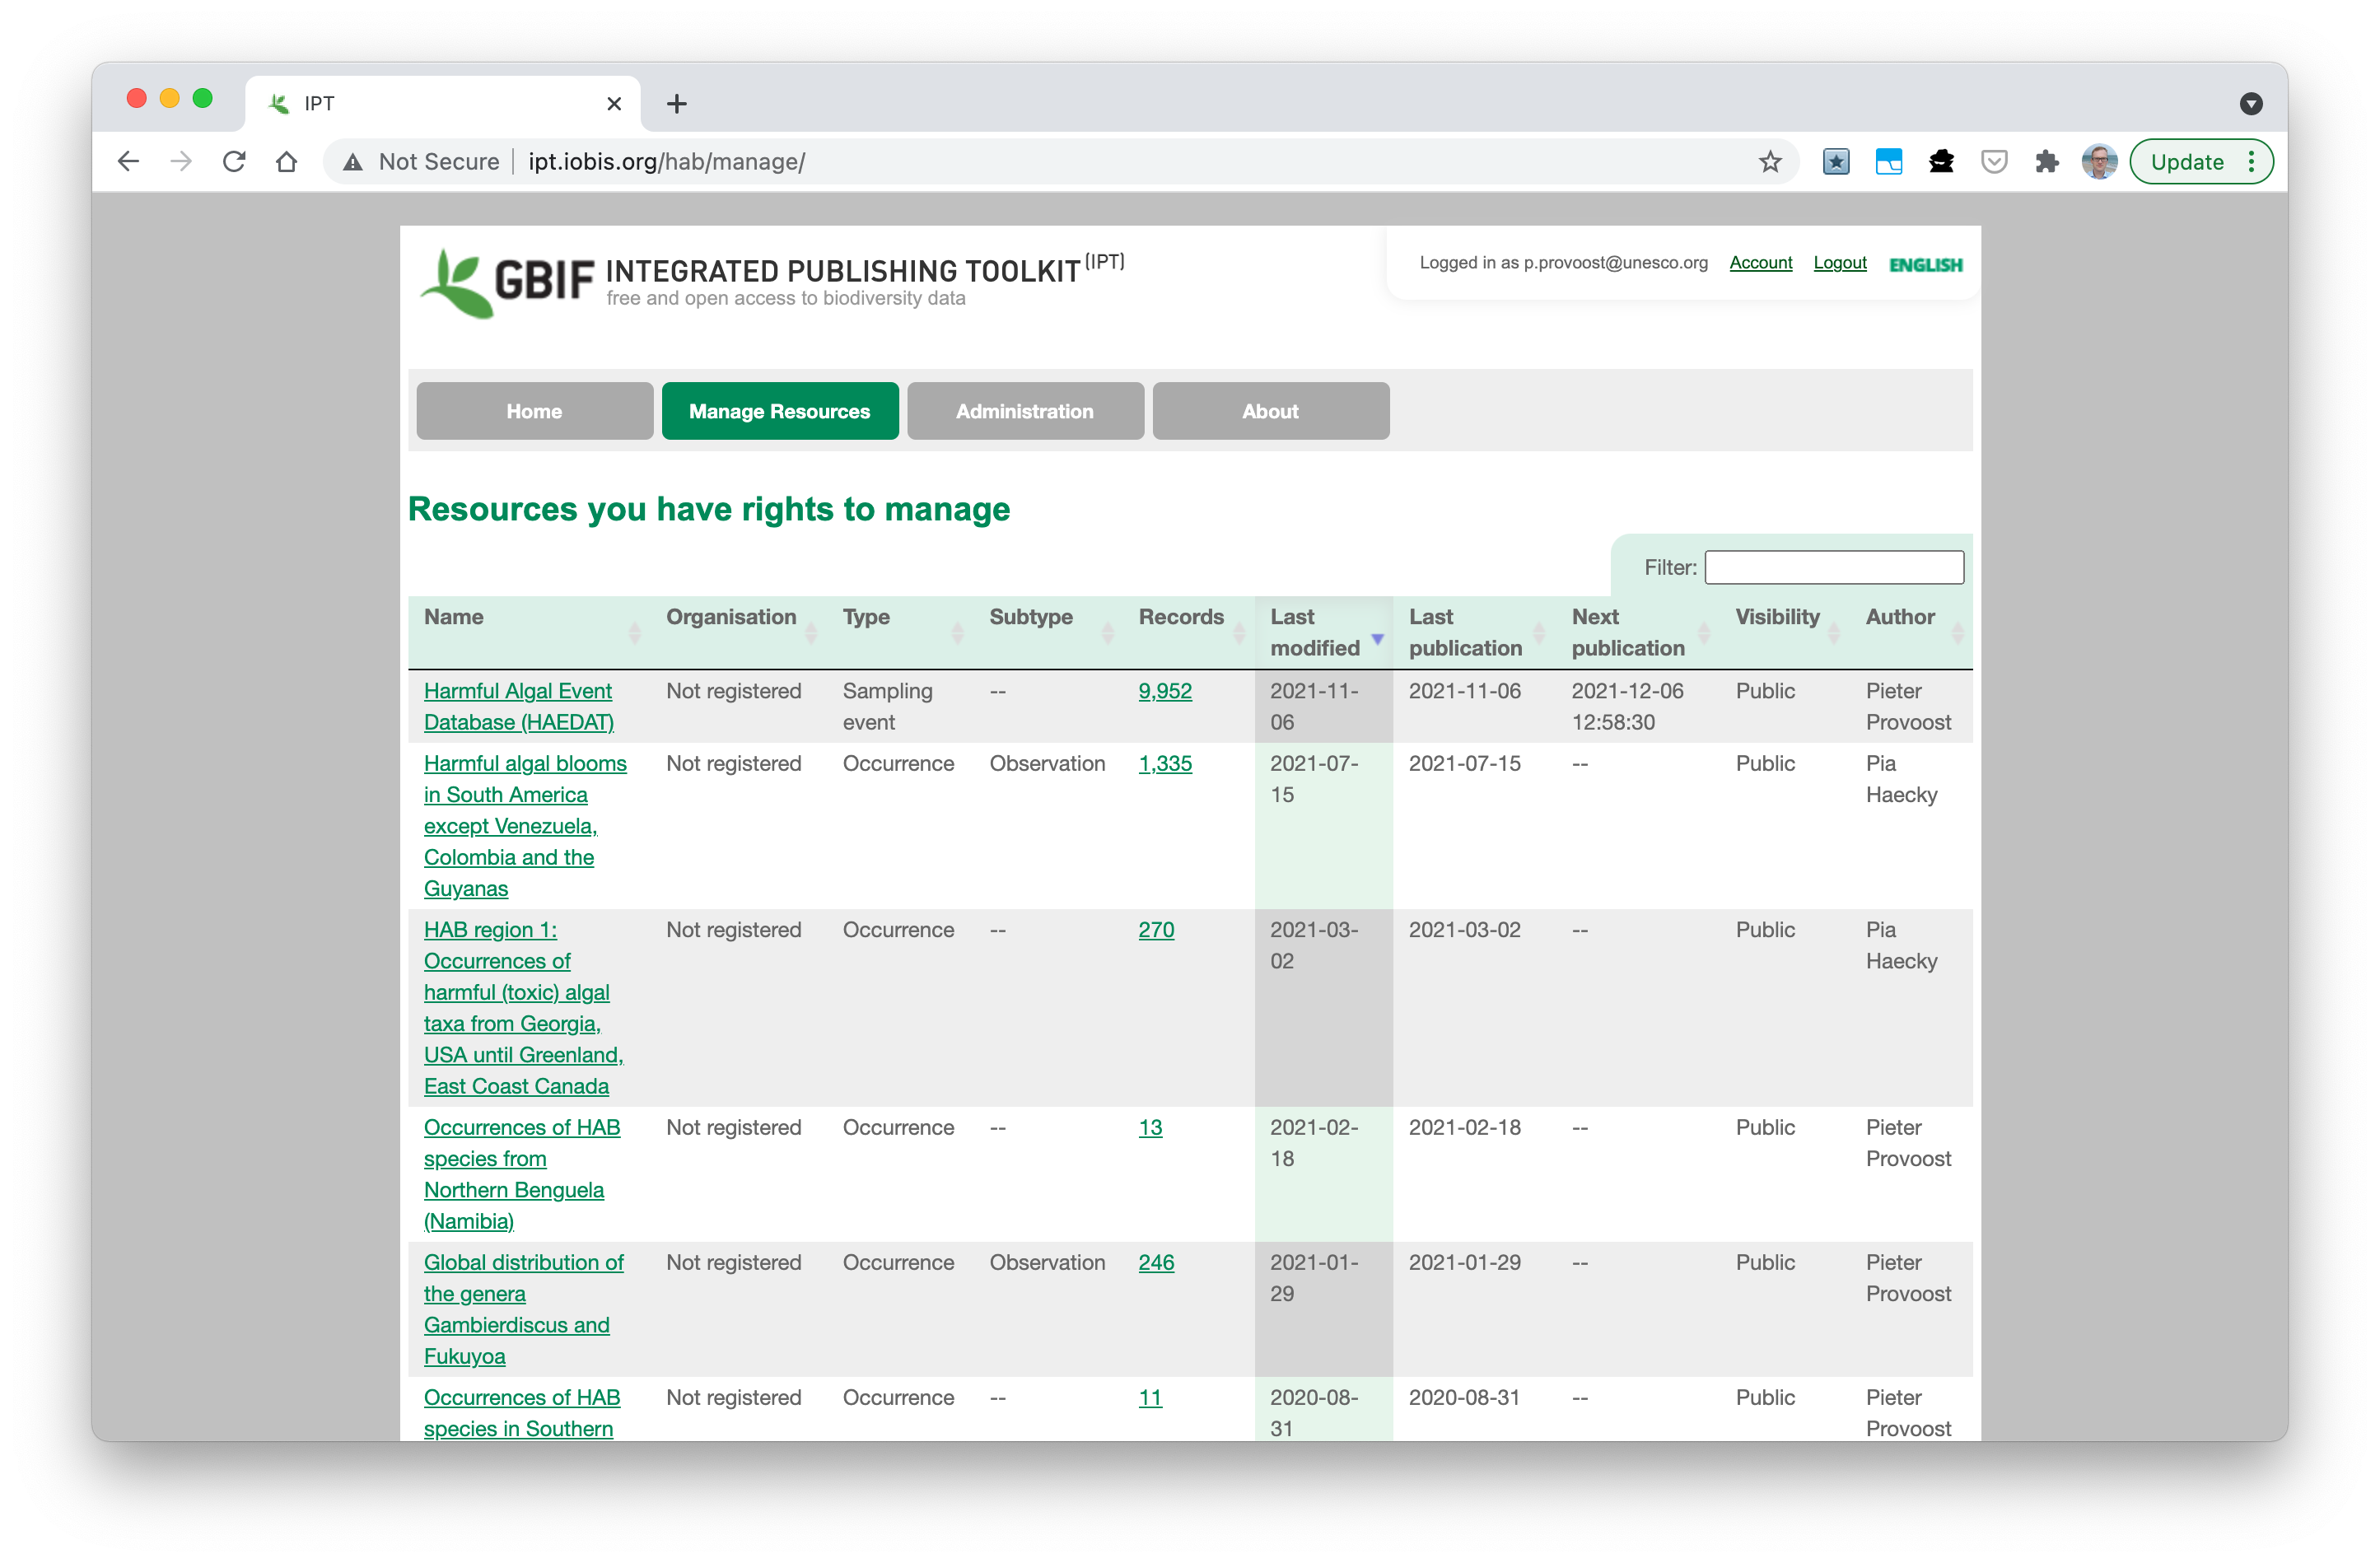 IPT
Not Secure ipt.iobis.org/hab/manage/
Update
GBIF INTEGRATED PUBLISHING TOOLKIT (IPT)
free and open access to biodiversity data
Logged in as p.provoost@unesco.org Account Logout ENGLISH
Home Manage Resources Administration About
Resources you have rights to manage
Filter:
Name Organisation Type Subtype Records Last modified Last publication Next publication Visibility Author
Harmful Algal Event Not registered Sampling -- 9,952 2021-11- 2021-11-06 2021-12-06 Public Pieter
Database (HAEDAT) event 06 12:58:30 Provoost
Harmful algal blooms Not registered Occurrence Observation 1,335 2021-07- 2021-07-15 -- Public Pia
in South America 15 Haecky
except Venezuela,
Colombia and the
Guyanas
HAB region 1: Not registered Occurrence -- 270 2021-03- 2021-03-02 -- Public Pia
Occurrences of 02 Haecky
harmful (toxic) algal
taxa from Georgia,
USA until Greenland,
East Coast Canada
Occurrences of HAB Not registered Occurrence -- 13 2021-02- 2021-02-18 -- Public Pieter
species from 18 Provoost
Northern Benguela
(Namibia)
Global distribution of Not registered Occurrence Observation 246 2021-01- 2021-01-29 -- Public Pieter
the genera 29 Provoost
Gambierdiscus and
Fukuyoa
Occurrences of HAB Not registered Occurrence -- 11 2020-08- 2020-08-31 -- Public Pieter
species in Southern 31 Provoost